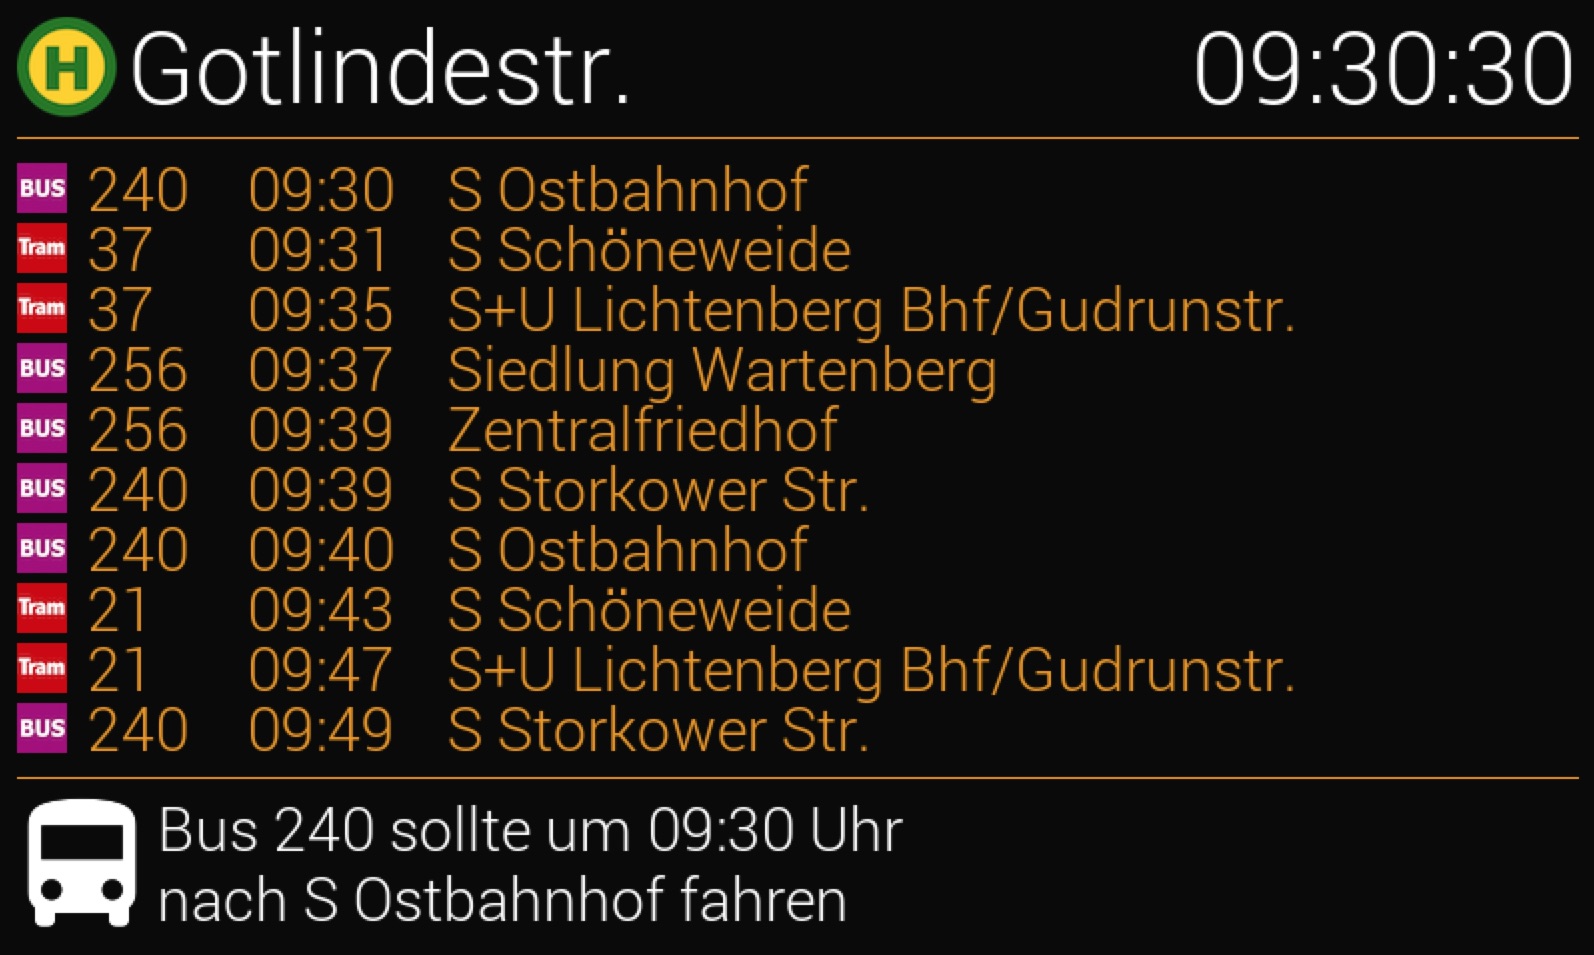 H Gotlindestr. 09:30:30
BUS 240 09:30 S Ostbahnhof
Tram 37 09:31 S Schöneweide
Tram 37 09:35 S+U Lichtenberg Bhf/Gudrunstr.
BUS 256 09:37 Siedlung Wartenberg
BUS 256 09:39 Zentralfriedhof
BUS 240 09:39 S Storkower Str.
BUS 240 09:40 S Ostbahnhof
Tram 21 09:43 S Schöneweide
Tram 21 09:47 S+U Lichtenberg Bhf/Gudrunstr.
BUS 240 09:49 S Storkower Str.
Bus 240 sollte um 09:30 Uhr
nach S Ostbahnhof fahren